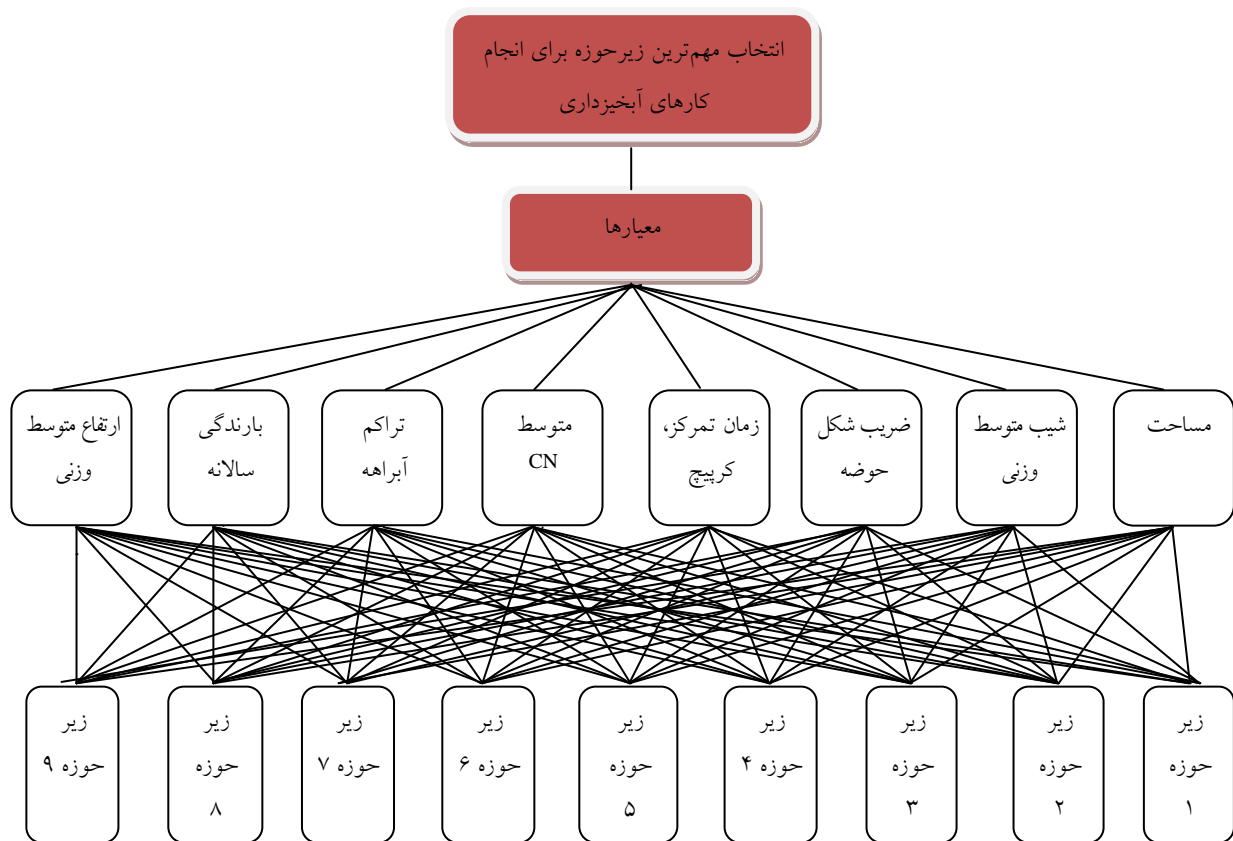 انتخاب مهم‌ترین زیرحوزه برای انجام
کارهای آبخیزداری
معیارها
مساحت
شیب متوسط
وزنی
ضریب شکل
حوضه
زمان تمرکز،
کرپیچ
متوسط
CN
تراکم
آبراهه
بارندگی
سالانه
ارتفاع متوسط
وزنی
زیر
حوزه
۱
زیر
حوزه
۲
زیر
حوزه
۳
زیر
حوزه ۴
زیر
حوزه
۵
زیر
حوزه ۶
زیر
حوزه ۷
زیر
حوزه
۸
زیر
حوزه ۹